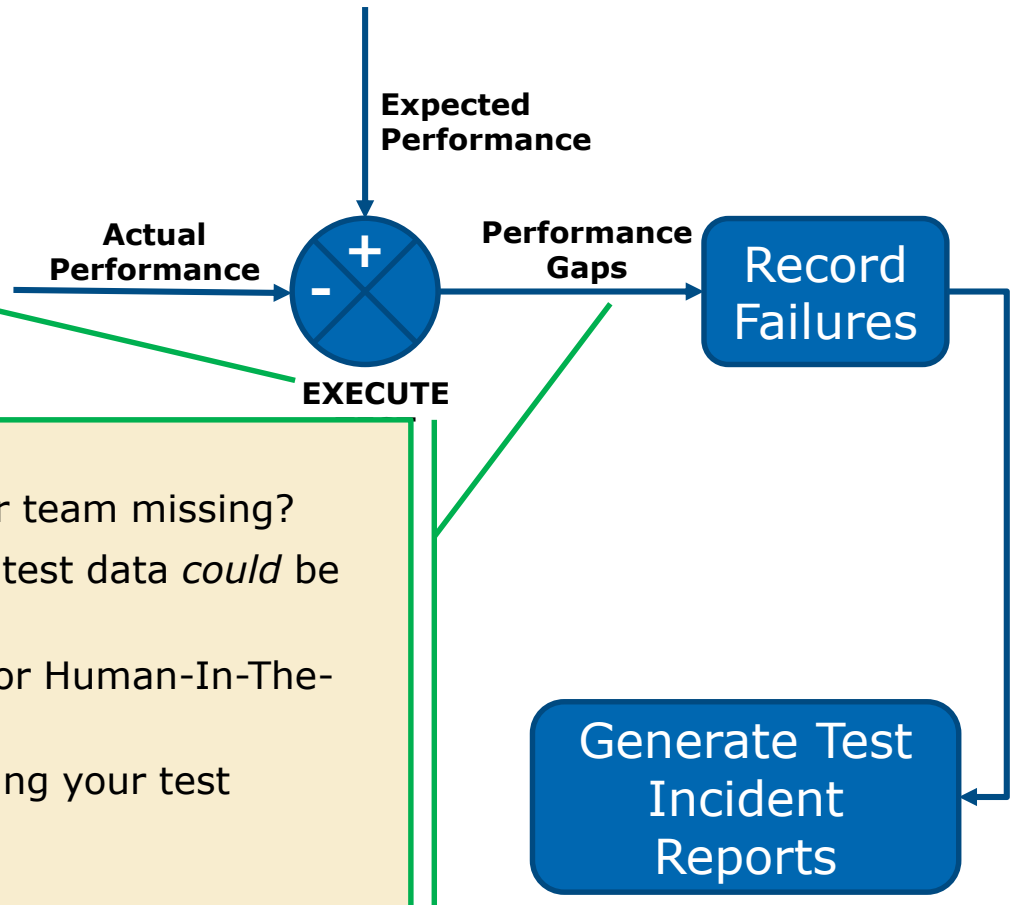 Expected
Performance
Actual
Performance
+
-
Performance
Gaps
Record
Failures
EXECUTE
r team missing?
test data could be
or Human-In-The-
ng your test
Generate Test
Incident
Reports